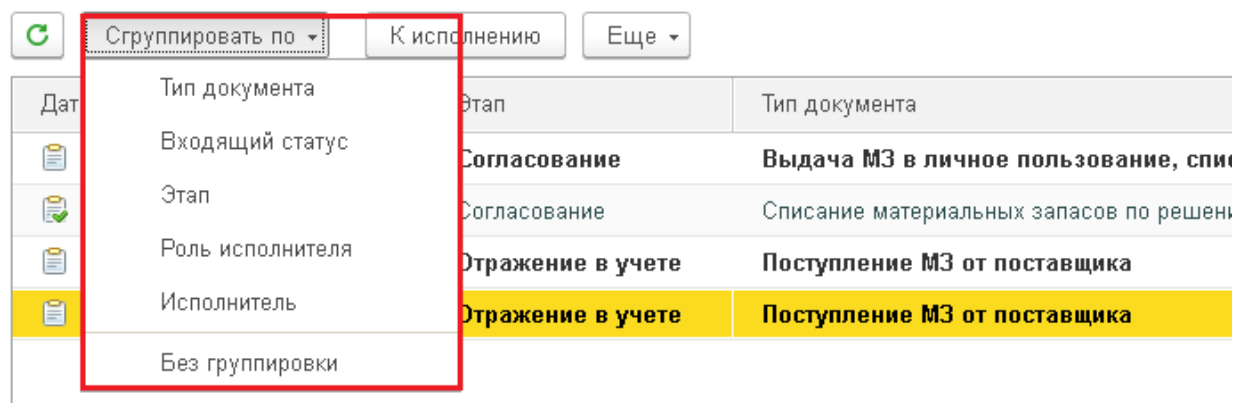 Сгруппировать по К исполнению Еще
Дат Этап Тип документа
Тип документа
Входящий статус
Этап
Роль исполнителя
Исполнитель
Без группировки
Согласование Выдача МЗ в личное пользование, спи
Согласование Списание материальных запасов по решен
Отражение в учете Поступление МЗ от поставщика
Отражение в учете Поступление МЗ от поставщика